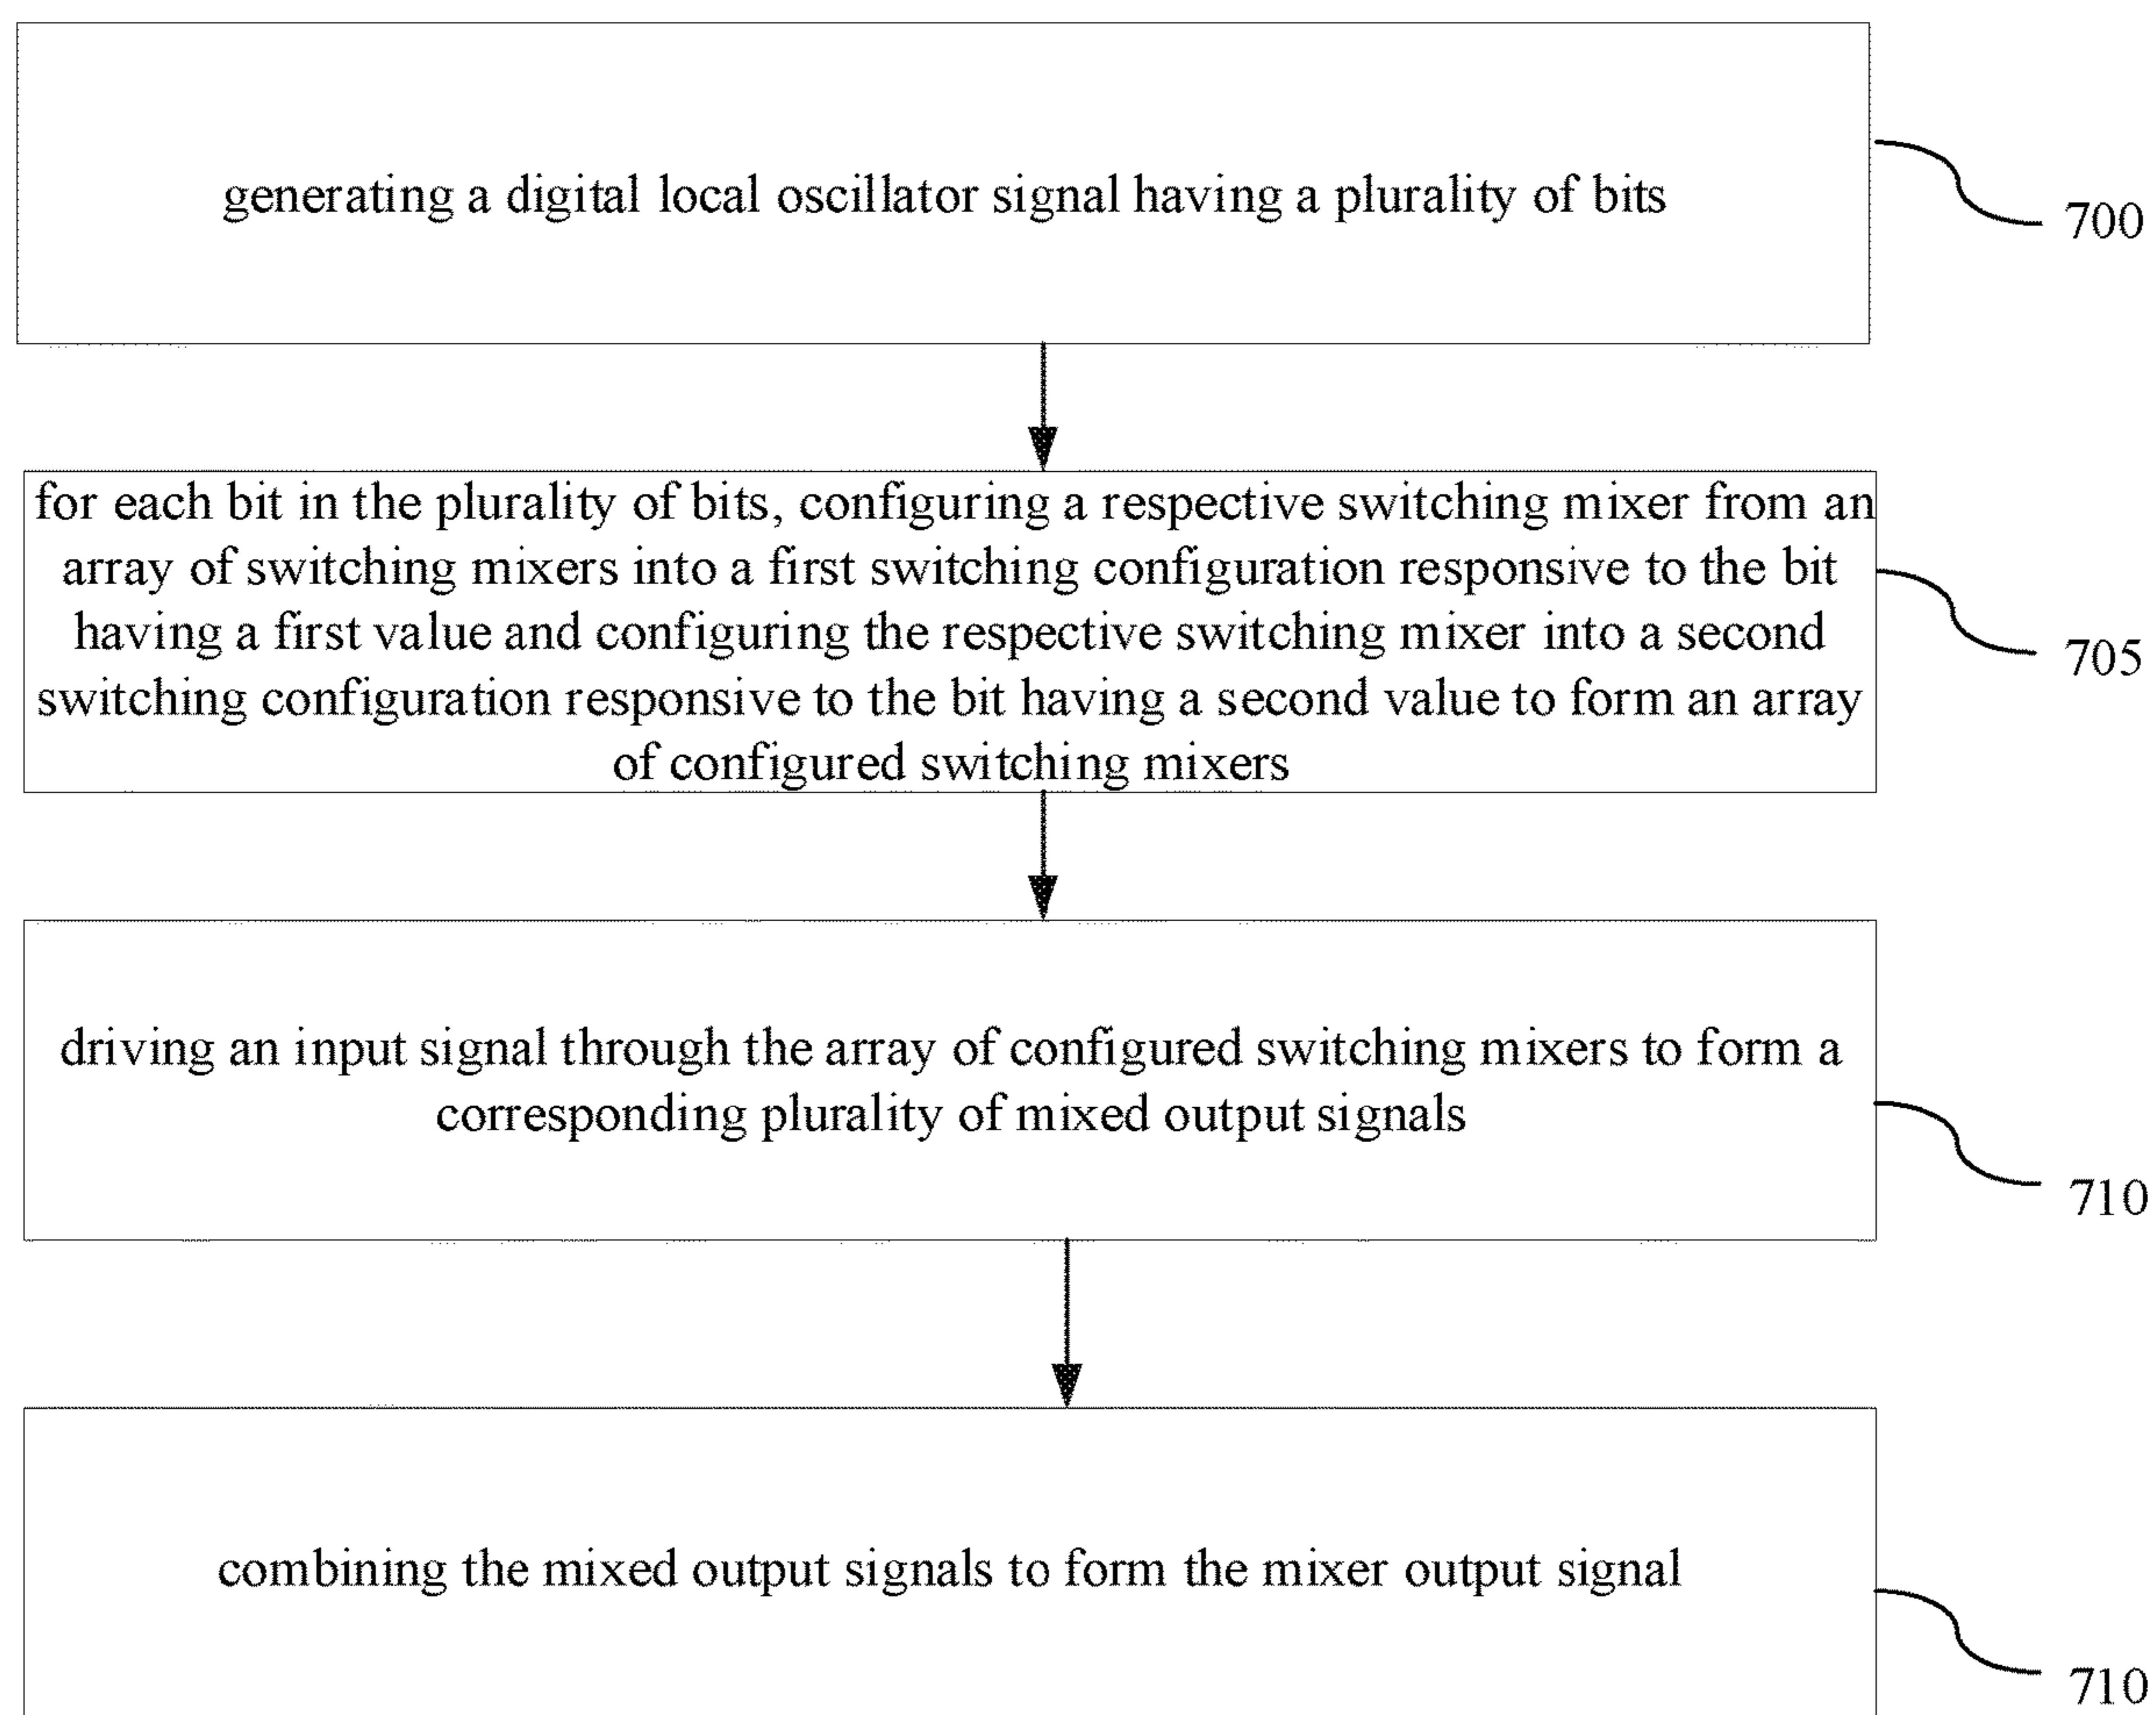 generating a digital local oscillator signal having a plurality of bits
700
for each bit in the plurality of bits, configuring a respective switching mixer from an
array of switching mixers into a first switching configuration responsive to the bit
having a first value and configuring the respective switching mixer into a second
switching configuration responsive to the bit having a second value to form an array
of configured switching mixers
705
driving an input signal through the array of configured switching mixers to form a
corresponding plurality of mixed output signals
710
combining the mixed output signals to form the mixer output signal
710